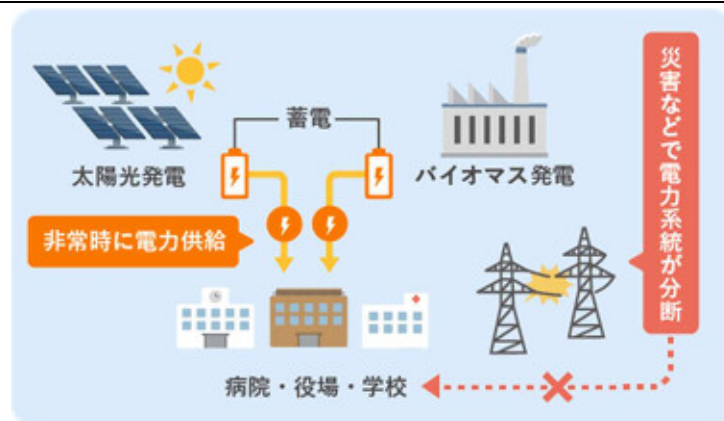 蓄電
太陽光発電
バイオマス発電
非常時に電力供給
災害などで電力系統が分断
病院・役場・学校